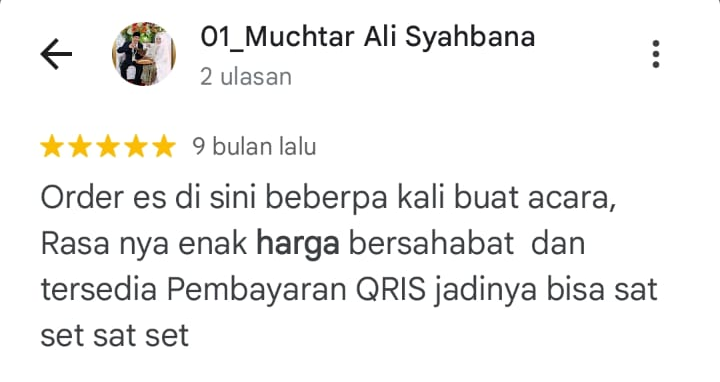 01_Muchtar Ali Syahbana
2 ulasan
9 bulan lalu
Order es di sini beberpa kali buat acara,
Rasa nya enak harga bersahabat dan
tersedia Pembayaran QRIS jadinya bisa sat
set sat set